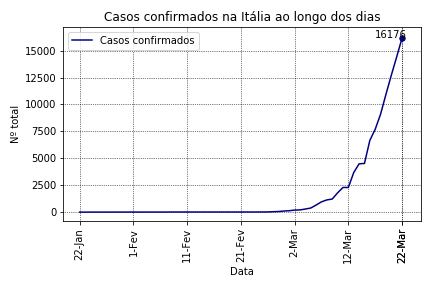 Casos confirmados na Itália ao longo dos dias
Casos confirmados
16176
15000
12500
10000
7500
5000
2500
0
Nº total
22-Jan
1-Fev
11-Fev
21-Fev
2-Mar
12-Mar
22-Mar
Data